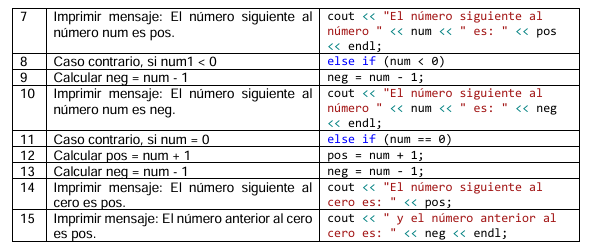 7 Imprimir mensaje: El número siguiente al cout << "El número siguiente al
número num es pos. número " << num << " es: " << pos
<< endl;
8 Caso contrario, si num1 < 0 else if (num < 0)
9 Calcular neg = num - 1 neg = num - 1;
10 Imprimir mensaje: El número siguiente al cout << "El número siguiente al
número num es neg. número " << num << " es: " << neg
<< endl;
11 Caso contrario, si num = 0 else if (num == 0)
12 Calcular pos = num + 1 pos = num + 1;
13 Calcular neg = num - 1 neg = num - 1;
14 Imprimir mensaje: El número siguiente al cout << "El número siguiente al
cero es pos. cero es: " << pos;
15 Imprimir mensaje: El número anterior al cero cout << " y el número anterior al
es pos. cero es: " << neg << endl;